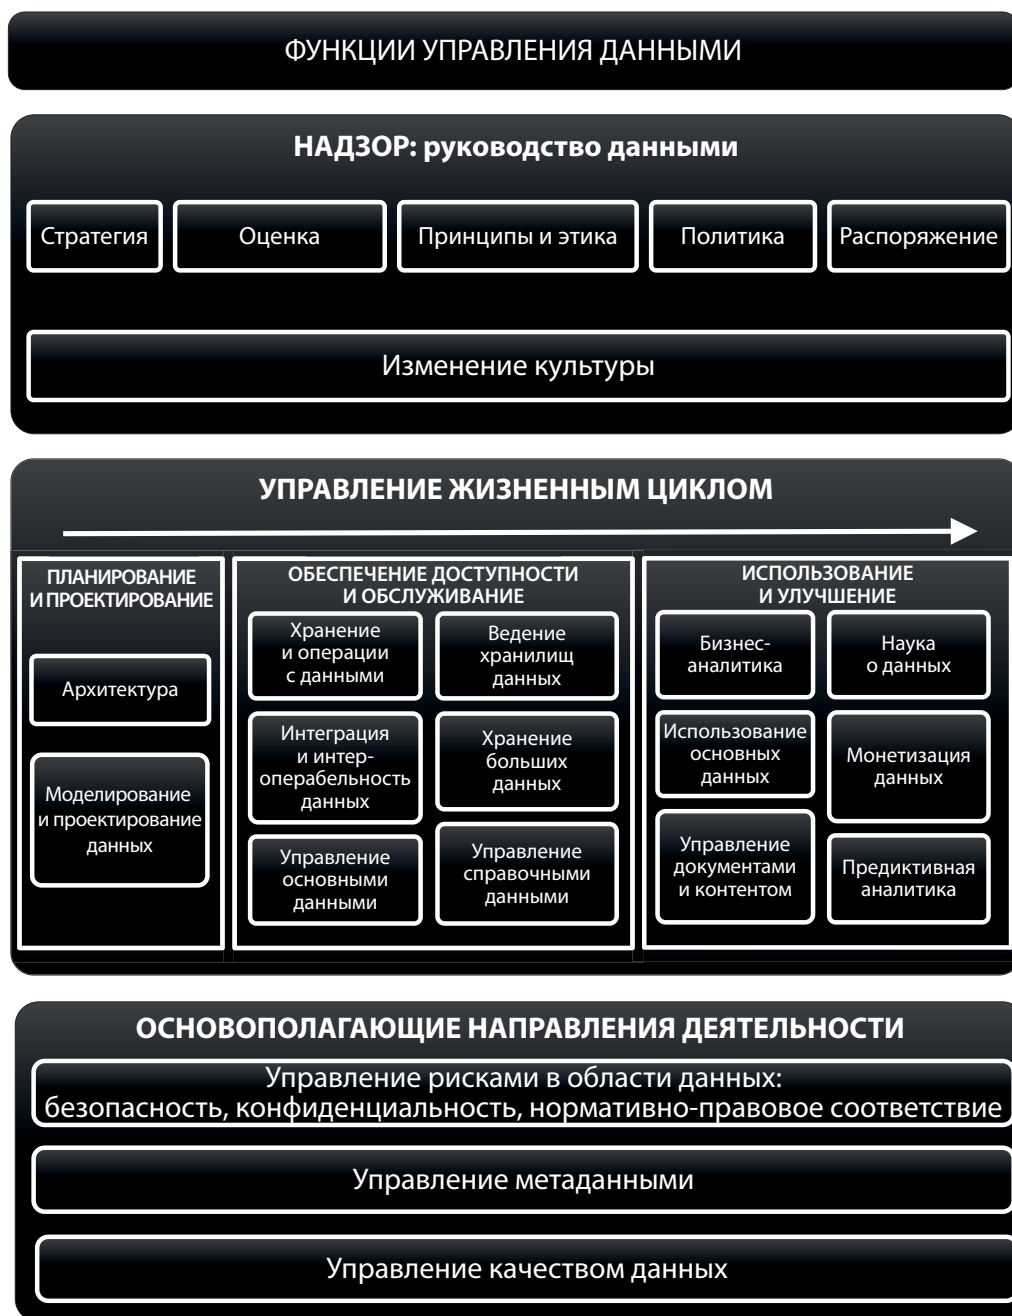 ФУНКЦИИ УПРАВЛЕНИЯ ДАННЫМИ
НАДЗОР: руководство данными
Стратегия
Оценка
Принципы и этика
Политика
Распоряжение
Изменение культуры
УПРАВЛЕНИЕ ЖИЗНЕННЫМ ЦИКЛОМ
ПЛАНИРОВАНИЕ
И ПРОЕКТИРОВАНИЕ
Архитектура
Моделирование
и проектирование
данных
ОБЕСПЕЧЕНИЕ ДОСТУПНОСТИ
И ОБСЛУЖИВАНИЕ
Хранение
и операции
с данными
Ведение
хранилищ
данных
Интеграция
и интер-
операбельность
данных
Хранение
больших
данных
Управление
основными
данными
Управление
справочными
данными
ИСПОЛЬЗОВАНИЕ
И УЛУЧШЕНИЕ
Бизнес-
аналитика
Наука
о данных
Использование
основных
данных
Монетизация
данных
Управление
документами
и контентом
Предиктивная
аналитика
ОСНОВОПОЛАГАЮЩИЕ НАПРАВЛЕНИЯ ДЕЯТЕЛЬНОСТИ
Управление рисками в области данных:
безопасность, конфиденциальность, нормативно-правовое соответствие
Управление метаданными
Управление качеством данных